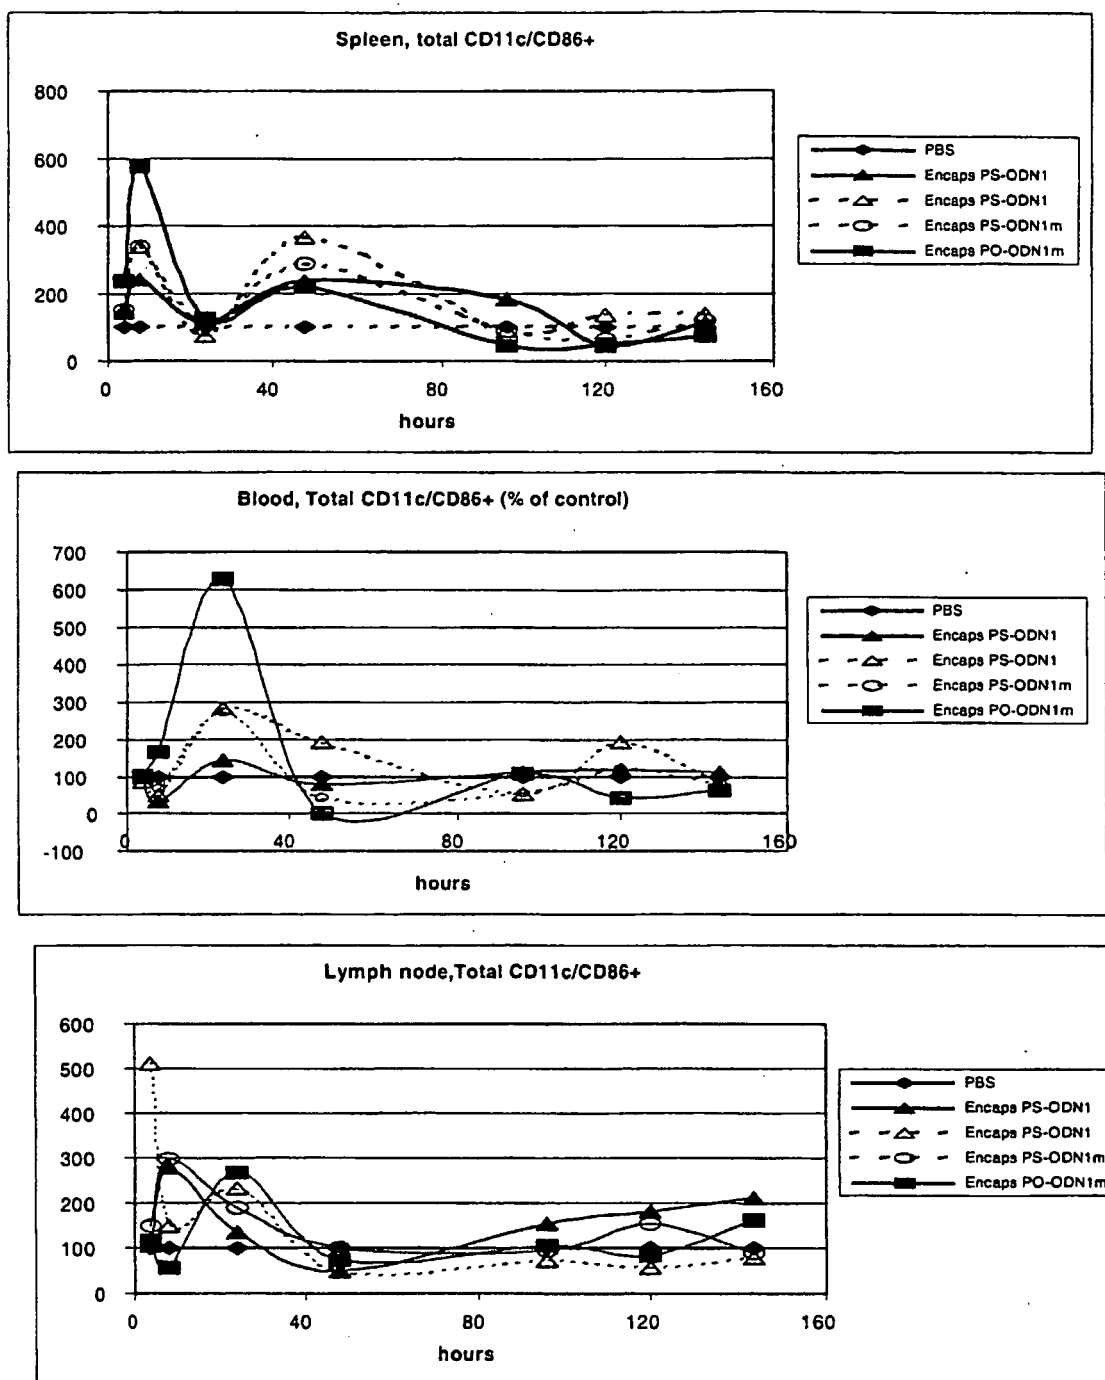 Spleen, total CD11c/CD86+
800
600
400
200
0
0 40 80 120 160
hours
PBS
Encaps PS-ODN1
Encaps PS-ODN1
Encaps PS-ODN1m
Encaps PO-ODN1m
Blood, Total CD11c/CD86+ (% of control)
700
600
500
400
300
200
100
0
-100
0 40 80 120 160
hours
PBS
Encaps PS-ODN1
Encaps PS-ODN1
Encaps PS-ODN1m
Encaps PO-ODN1m
Lymph node,Total CD11c/CD86+
600
500
400
300
200
100
0
0 40 80 120 160
hours
PBS
Encaps PS-ODN1
Encaps PS-ODN1
Encaps PS-ODN1m
Encaps PO-ODN1m